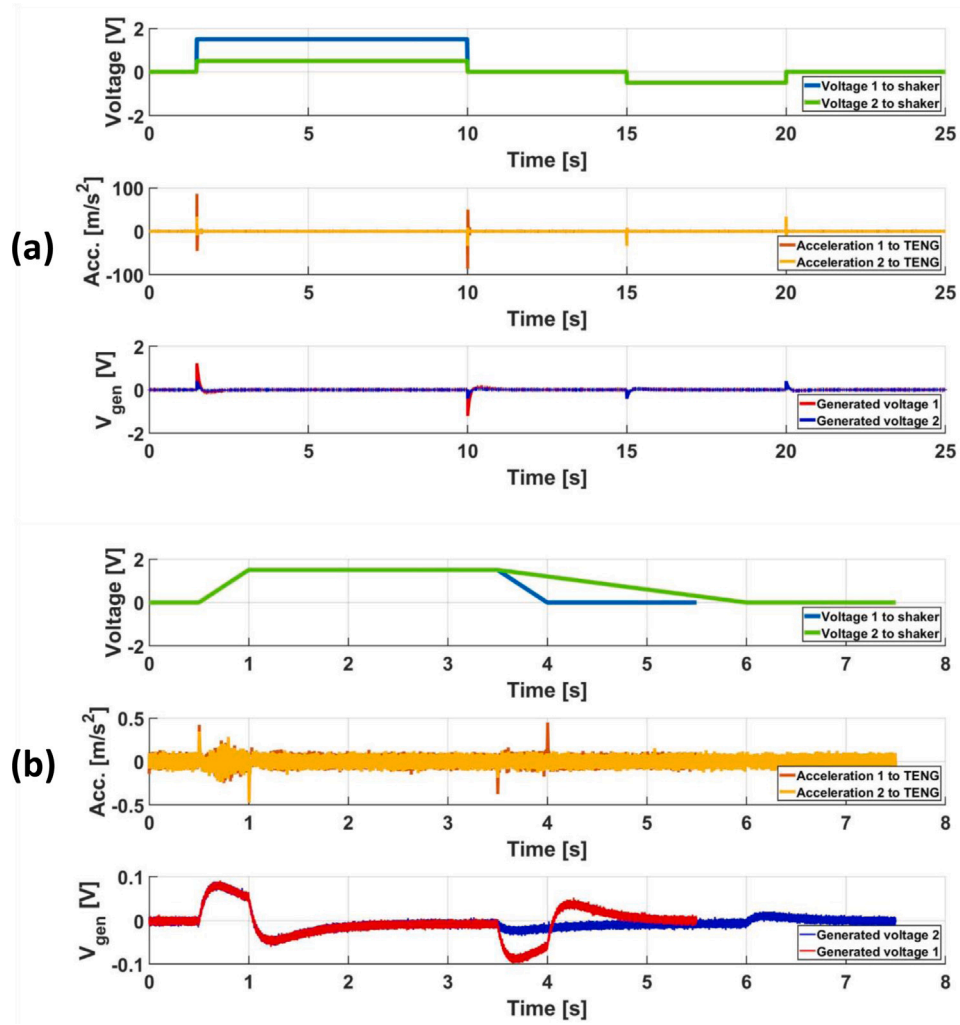 (a)
Voltage [V]
2
0
-2
Voltage 1 to shaker
Voltage 2 to shaker
0 5 10 15 20 25
Time [s]
Acc. [m/s²]
100
0
-100
Acceleration 1 to TENG
Acceleration 2 to TENG
0 5 10 15 20 25
Time [s]
V_gen [V]
2
0
-2
Generated voltage 1
Generated voltage 2
0 5 10 15 20 25
Time [s]
(b)
Voltage [V]
2
0
-2
Voltage 1 to shaker
Voltage 2 to shaker
0 1 2 3 4 5 6 7 8
Time [s]
Acc. [m/s²]
0.5
0
-0.5
Acceleration 1 to TENG
Acceleration 2 to TENG
0 1 2 3 4 5 6 7 8
Time [s]
V_gen [V]
0.1
0
-0.1
Generated voltage 2
Generated voltage 1
0 1 2 3 4 5 6 7 8
Time [s]